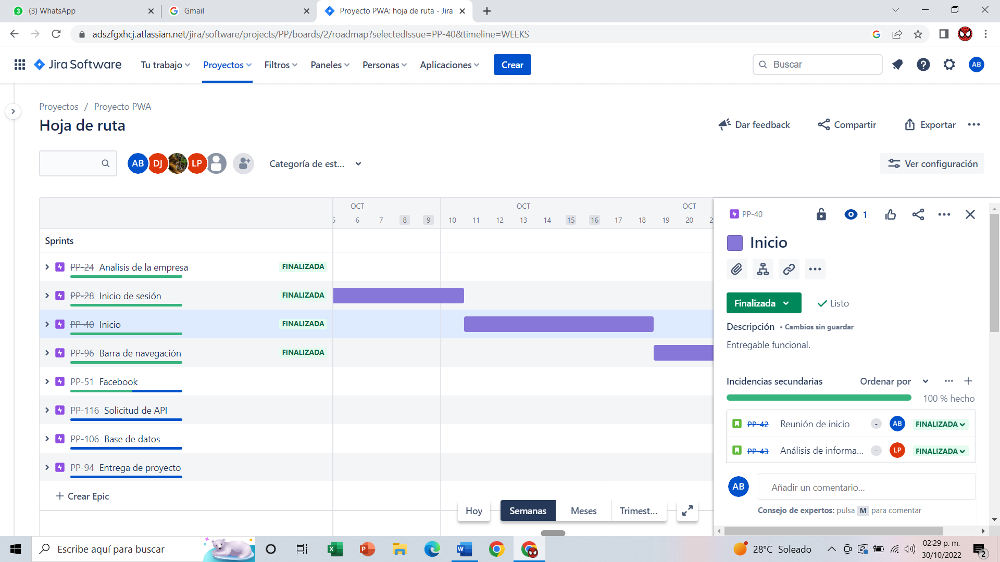 3 (3) WhatsApp
Gmail
Proyecto PWA: hoja de ruta - Jira
adszfgxhcj.atlassian.net/jira/software/projects/PP/boards/2/roadmap?selectedIssue=PP-40&timeline=WEEKS
Jira Software Tu trabajo Proyectos Filtros Paneles Personas Aplicaciones Crear Buscar AB
Proyectos / Proyecto PWA
Hoja de ruta
Dar feedback Compartir Exportar
AB DJ LP Categoría de est... Ver configuración
OCT OCT OCT
6 7 8 9 10 11 12 13 14 15 16 17 18 19 20
Sprints
PP-24 Analisis de la empresa FINALIZADA
PP-28 Inicio de sesión FINALIZADA
PP-40 Inicio FINALIZADA
PP-96 Barra de navegación FINALIZADA
PP-51 Facebook
PP-116 Solicitud de API
PP-106 Base de datos
PP-94 Entrega de proyecto
+ Crear Epic
Hoy Semanas Meses Trimest...
PP-40 1
Inicio
Finalizada Listo
Descripción • Cambios sin guardar
Entregable funcional.
Incidencias secundarias Ordenar por
100 % hecho
PP-42 Reunión de inicio - AB FINALIZADA
PP-43 Análisis de informa... - LP FINALIZADA
AB Añadir un comentario...
Consejo de expertos: pulsa M para comentar
Escribe aquí para buscar
28°C Soleado
02:29 p. m.
30/10/2022
2